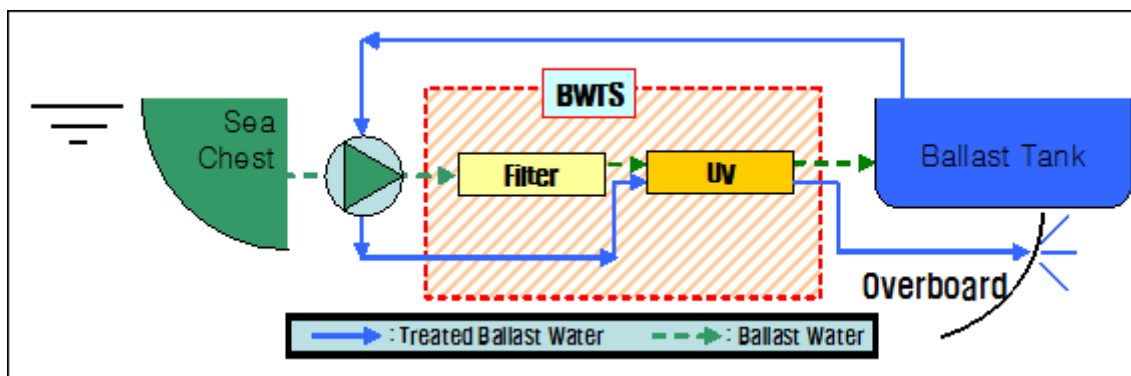 BWTS
Sea
Chest
Filter
UV
Ballast Tank
Overboard
: Treated Ballast Water
: Ballast Water